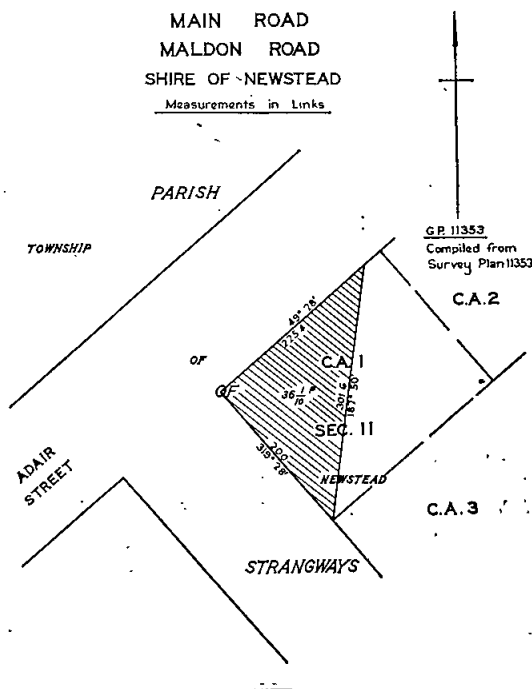 MAIN ROAD
MALDON ROAD
SHIRE OF NEWSTEAD
Measurements in Links
PARISH
TOWNSHIP
G.P. 11353
Compiled from
Survey Plan 11353
C.A.2
49° 28'
225.4
OF
C.A. 1
OF
36 1/10 P
301.6
187° 50'
SEC. 11
200
319° 28'
ADAIR
STREET
NEWSTEAD
C.A.3
STRANGWAYS